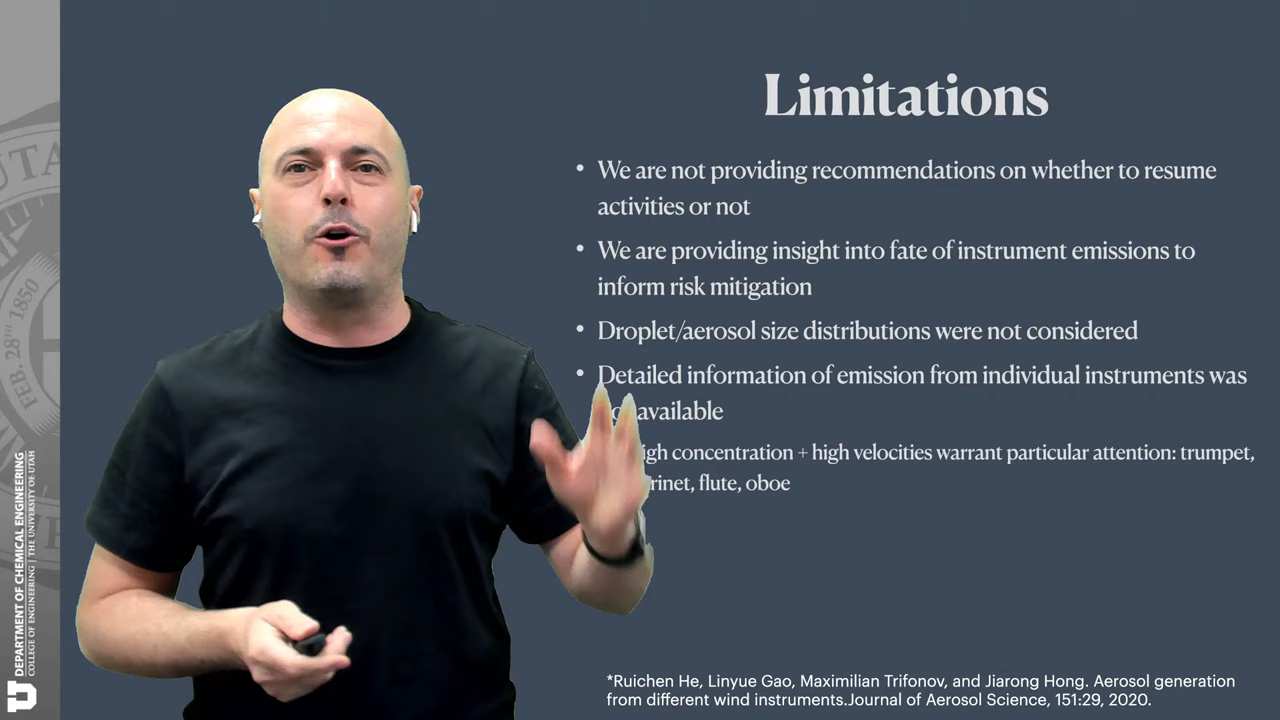 Limitations
• We are not providing recommendations on whether to resume
activities or not
• We are providing insight into fate of instrument emissions to
inform risk mitigation
• Droplet/aerosol size distributions were not considered
• Detailed information of emission from individual instruments was
available
concentration + high velocities warrant particular attention: trumpet,
flute, oboe
*Ruichen He, Linyue Gao, Maximilian Trifonov, and Jiarong Hong. Aerosol generation
from different wind instruments.Journal of Aerosol Science, 151:29, 2020.
DEPARTMENT OF CHEMICAL ENGINEERING
COLLEGE OF ENGINEERING | THE UNIVERSITY OF UTAH
FEB. 28TH 1850
U